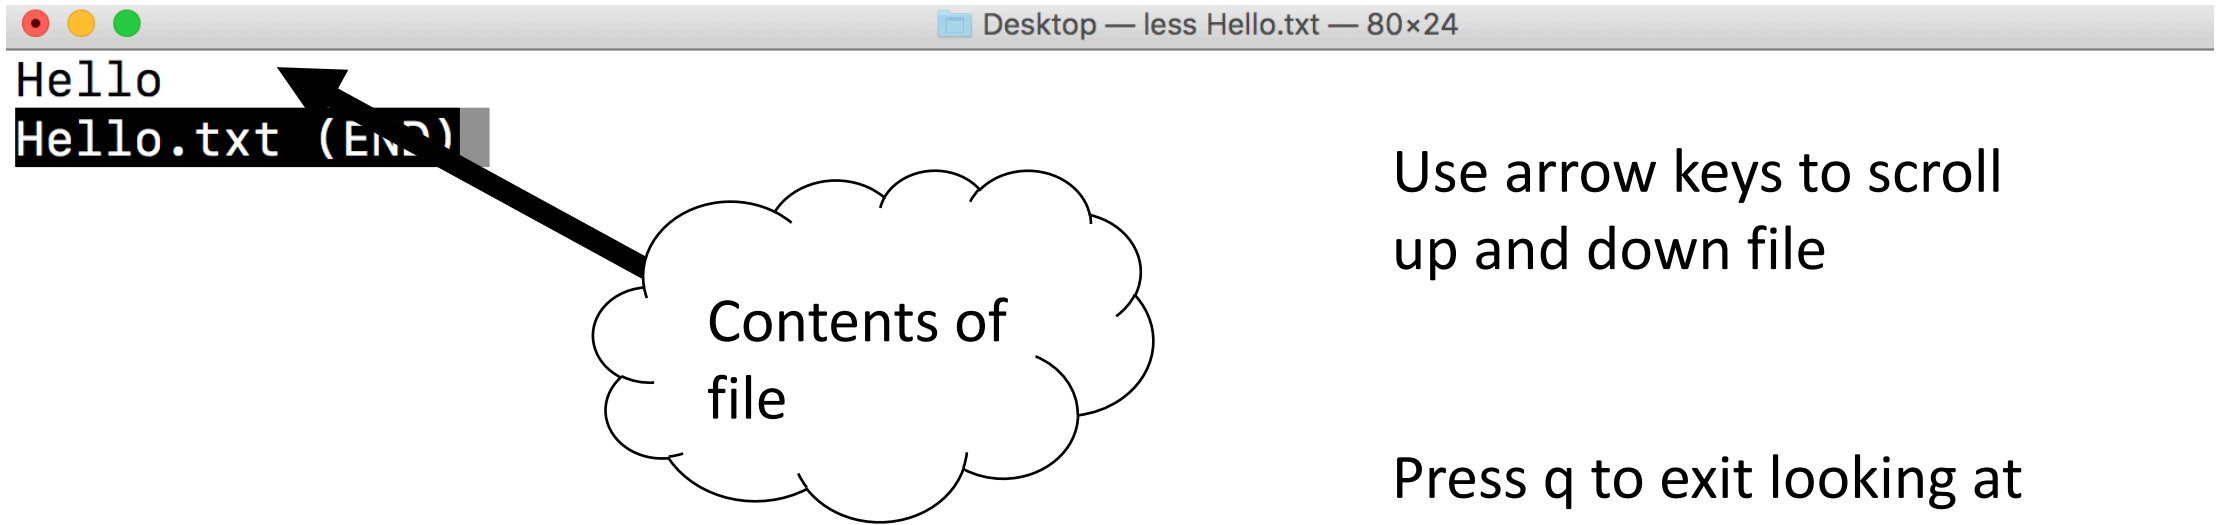 Desktop — less Hello.txt — 80×24
Hello
Hello.txt (END)
Use arrow keys to scroll
up and down file
Contents of
file
Press q to exit looking at